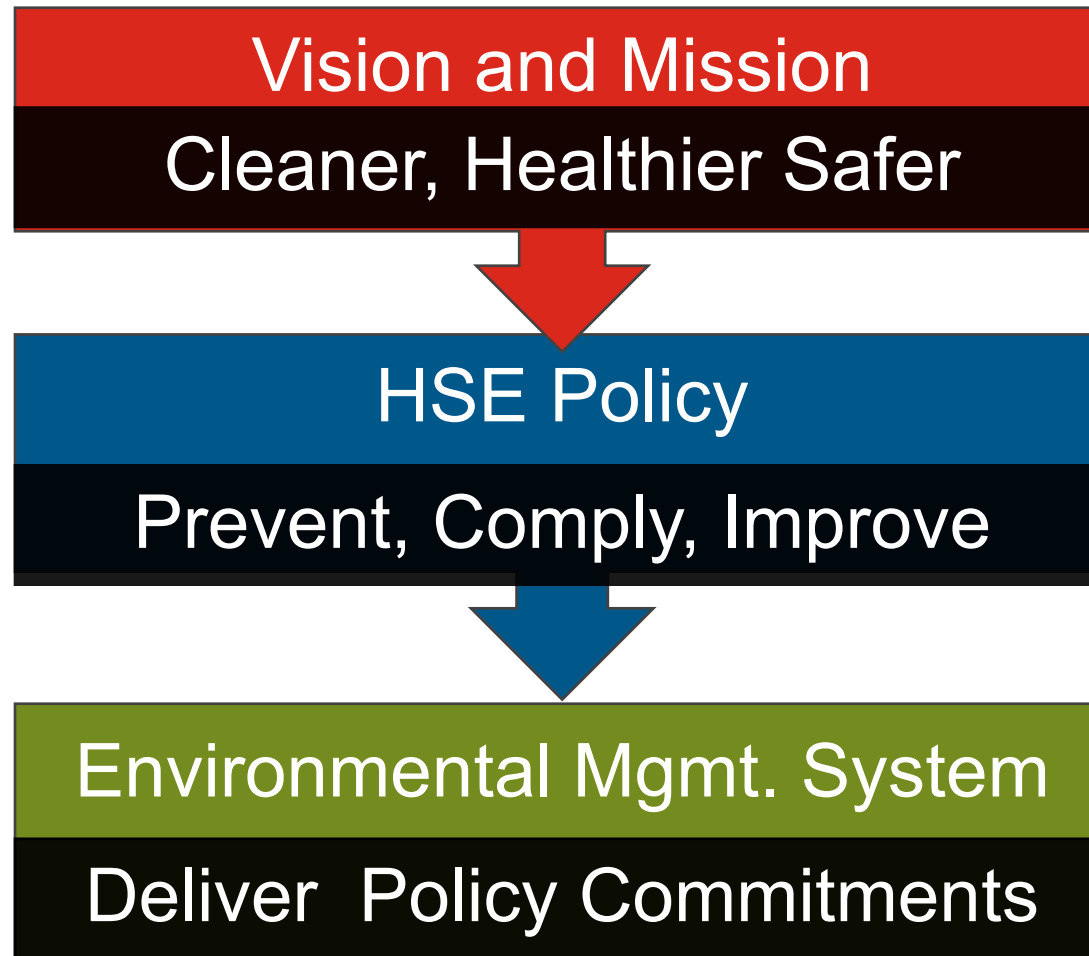 Vision and Mission
Cleaner, Healthier Safer
HSE Policy
Prevent, Comply, Improve
Environmental Mgmt. System
Deliver  Policy Commitments